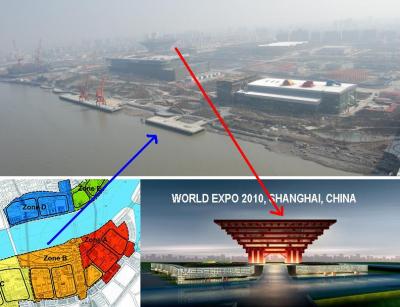 WORLD EXPO 2010, SHANGHAI, CHINA
Zone E
Zone D
Zone A
Zone B
C